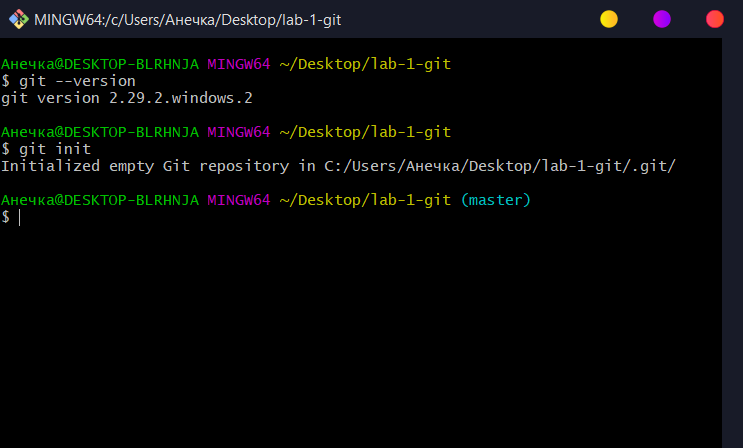 MINGW64:/c/Users/Анечка/Desktop/lab-1-git
Анечка@DESKTOP-BLRHNJA MINGW64 ~/Desktop/lab-1-git
$ git --version
git version 2.29.2.windows.2
Анечка@DESKTOP-BLRHNJA MINGW64 ~/Desktop/lab-1-git
$ git init
Initialized empty Git repository in C:/Users/Анечка/Desktop/lab-1-git/.git/
Анечка@DESKTOP-BLRHNJA MINGW64 ~/Desktop/lab-1-git (master)
$